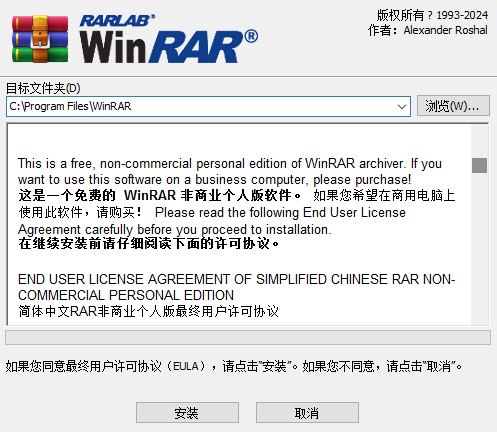 RARLAB®
WinRAR®
版权所有 ? 1993-2024
作者：Alexander Roshal
目标文件夹(D)
C:\Program Files\WinRAR
浏览(W)...
This is a free, non-commercial personal edition of WinRAR archiver. If you
want to use this software on a business computer, please purchase!
这是一个免费的 WinRAR 非商业个人版软件。 如果您希望在商用电脑上
使用此软件，请购买！ Please read the following End User License
Agreement carefully before you proceed to installation.
在继续安装前请仔细阅读下面的许可协议。
END USER LICENSE AGREEMENT OF SIMPLIFIED CHINESE RAR NON-
COMMERCIAL PERSONAL EDITION
简体中文RAR非商业个人版最终用户许可协议
如果您同意最终用户许可协议（EULA），请点击"安装"。如果您不同意，请点击"取消"。
安装
取消